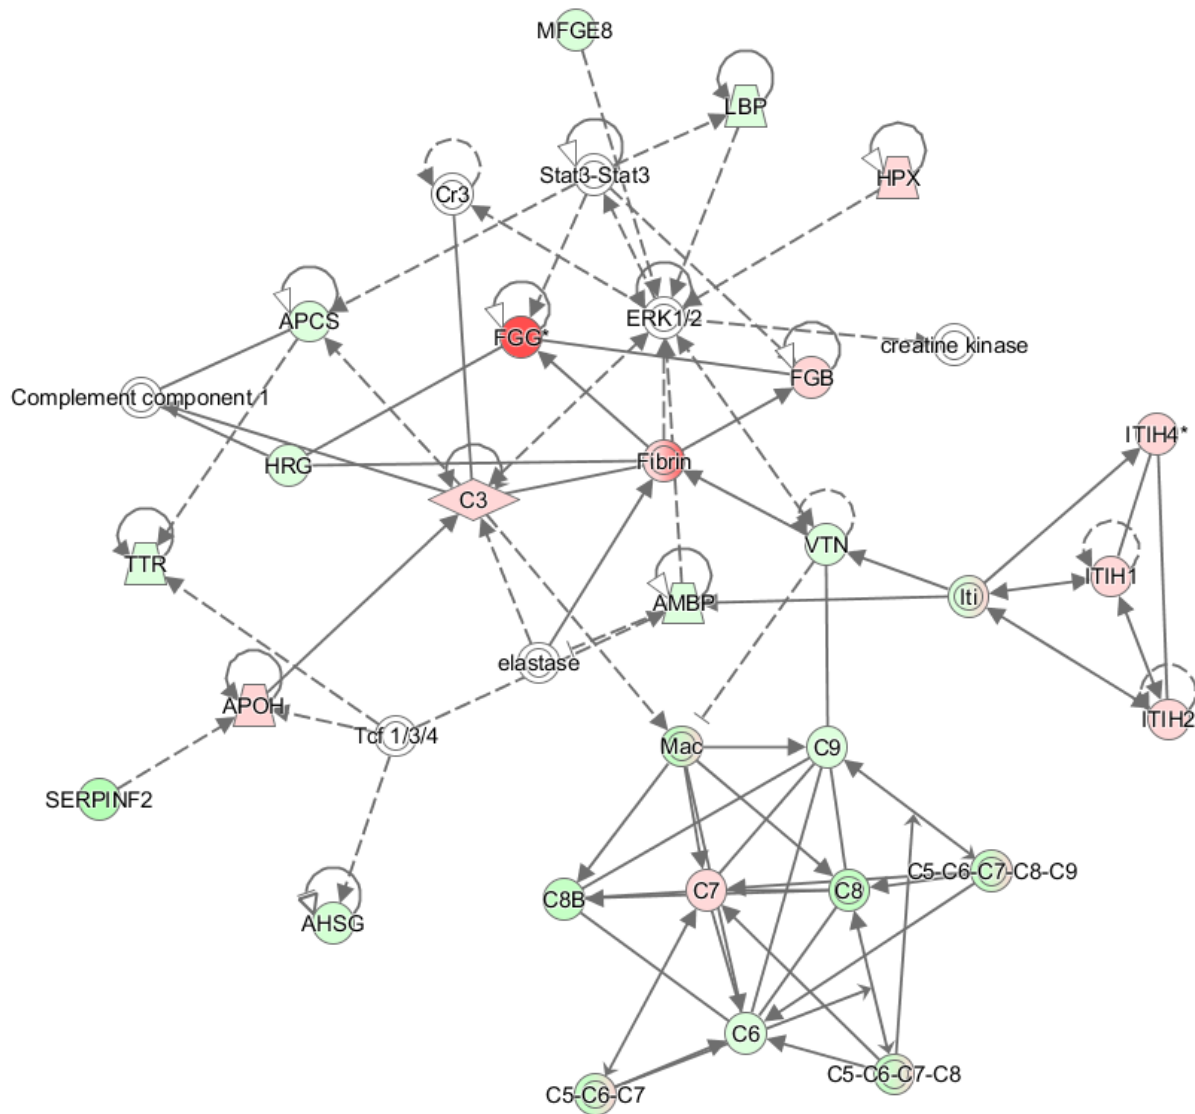 MFGE8
LBP
Stat3-Stat3
HPX
Cr3
APCS
ERK1/2
FGG*
creatine kinase
FGB
Complement component 1
ITIH4*
HRG
Fibrin
C3
VTN
TTR
ITIH1
Iti
AMBP
elastase
APOH
ITIH2
Tcf 1/3/4
Mac
C9
SERPINF2
C5-C6-C7-C8-C9
C8B
C7
C8
AHSG
C6
C5-C6-C7-C8
C5-C6-C7